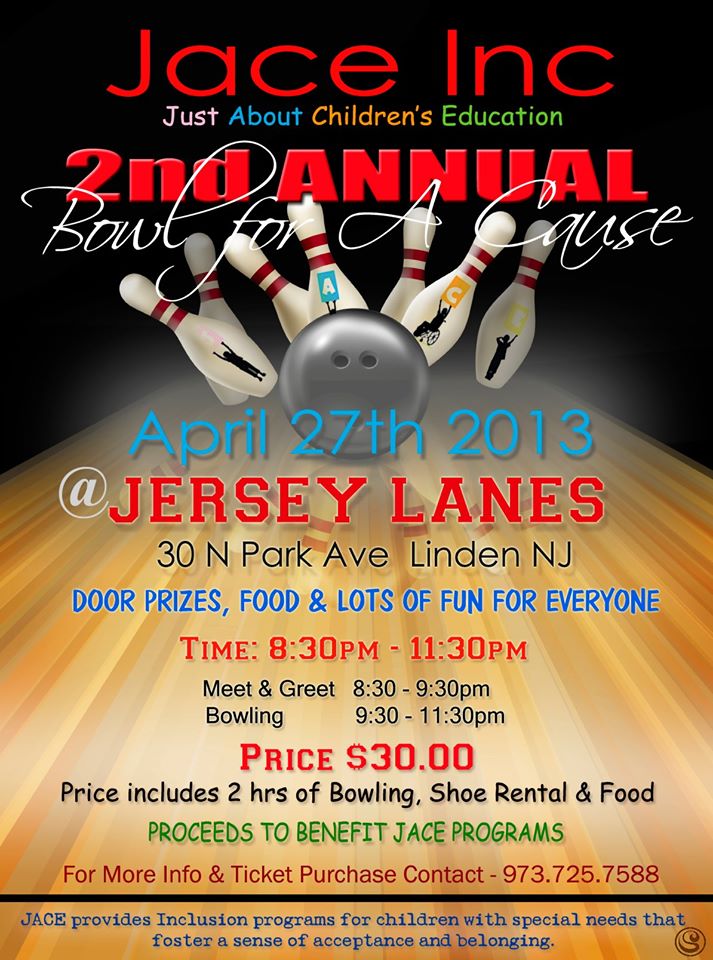 Jace Inc
Just About Children's Education
2nd ANNUAL
Bowl for A Cause
A
C
April 27th 2013
@JERSEY LANES
30 N Park Ave Linden NJ
DOOR PRIZES, FOOD & LOTS OF FUN FOR EVERYONE
TIME: 8:30PM - 11:30PM
Meet & Greet 8:30 - 9:30pm
Bowling 9:30 - 11:30pm
PRICE $30.00
Price includes 2 hrs of Bowling, Shoe Rental & Food
PROCEEDS TO BENEFIT JACE PROGRAMS
For More Info & Ticket Purchase Contact - 973.725.7588
JACE provides Inclusion programs for children with special needs that
foster a sense of acceptance and belonging.